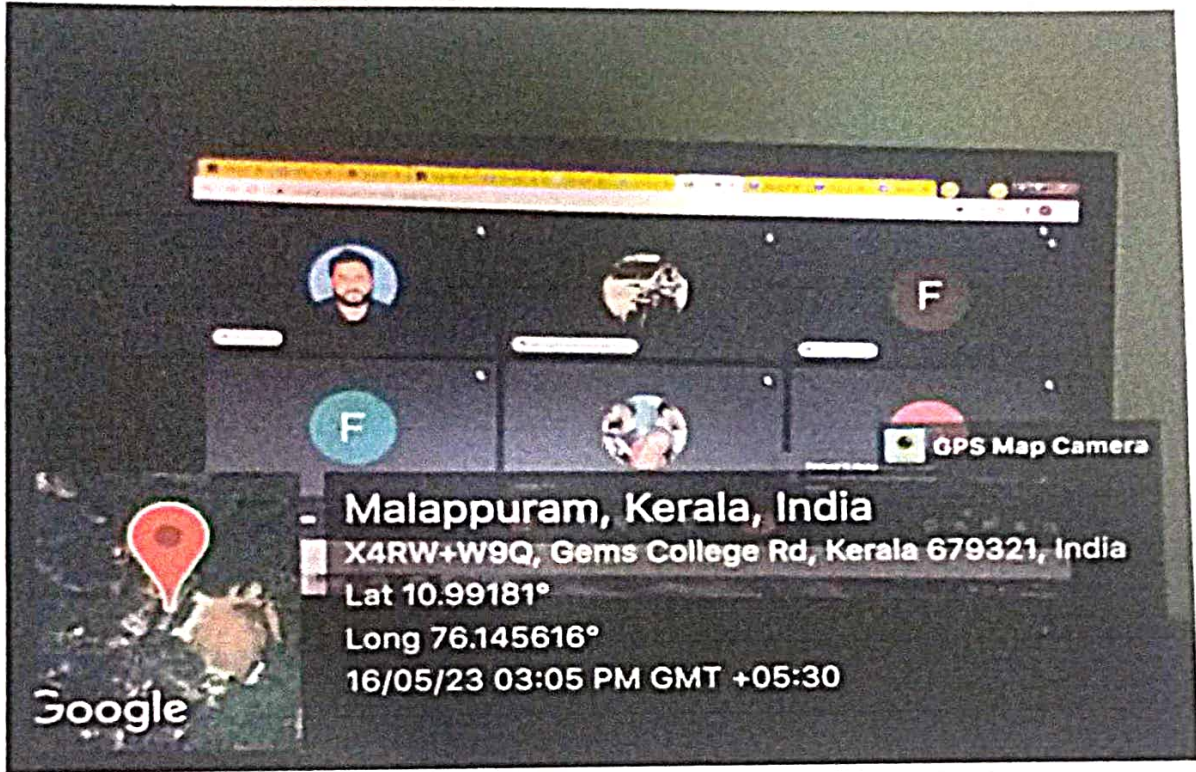 F
F
GPS Map Camera
Malappuram, Kerala, India
X4RW+W9Q, Gems College Rd, Kerala 679321, India
Lat 10.99181°
Long 76.145616°
16/05/23 03:05 PM GMT +05:30
Google